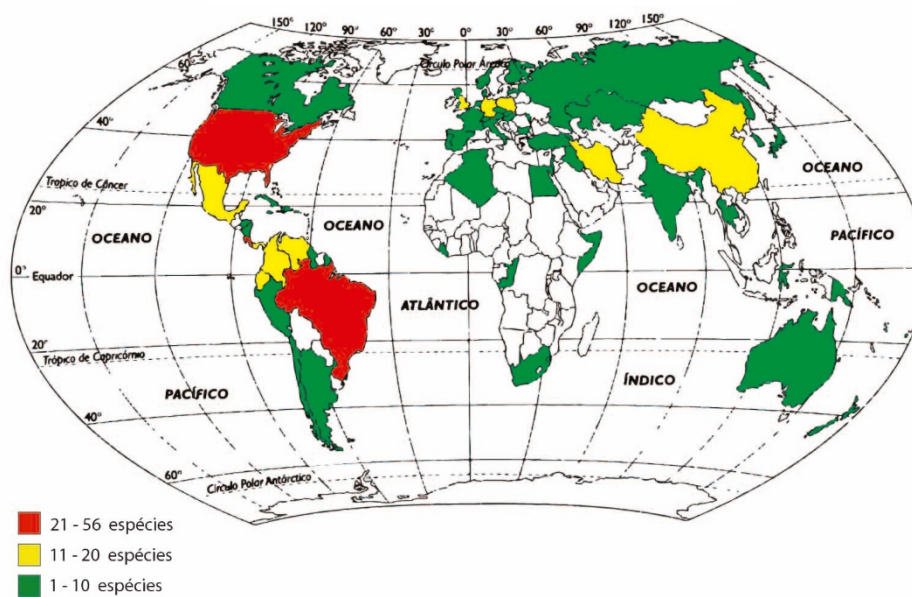 150° 120° 90° 60° 30° 0° 30° 60° 90° 120° 150°
60°
Círculo Polar Ártico
40°
Tropico de Câncer
20°
OCEANO
OCEANO
OCEANO
PACÍFICO
0° Equador
ATLÂNTICO
OCEANO
20°
Trópico de Capricórnio
PACÍFICO
ÍNDICO
40°
60°
Círculo Polar Antórctico
21 - 56 espécies
11 - 20 espécies
1 - 10 espécies